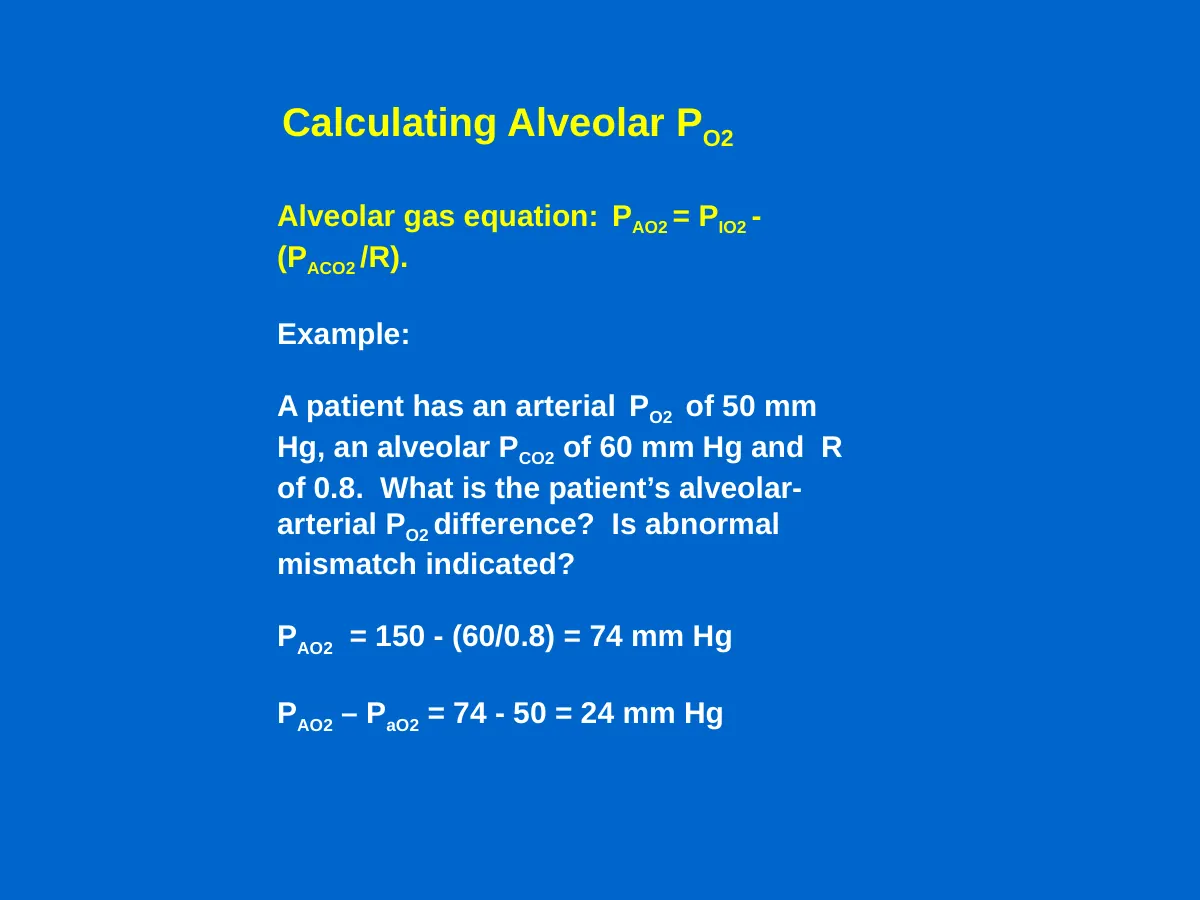 Calculating Alveolar PO2
Alveolar gas equation: PAO2 = PIO2 -
(PACO2 /R).
Example:
A patient has an arterial PO2 of 50 mm
Hg, an alveolar PCO2 of 60 mm Hg and R
of 0.8. What is the patient’s alveolar-
arterial PO2 difference? Is abnormal
mismatch indicated?
PAO2 = 150 - (60/0.8) = 74 mm Hg
PAO2 – PaO2 = 74 - 50 = 24 mm Hg